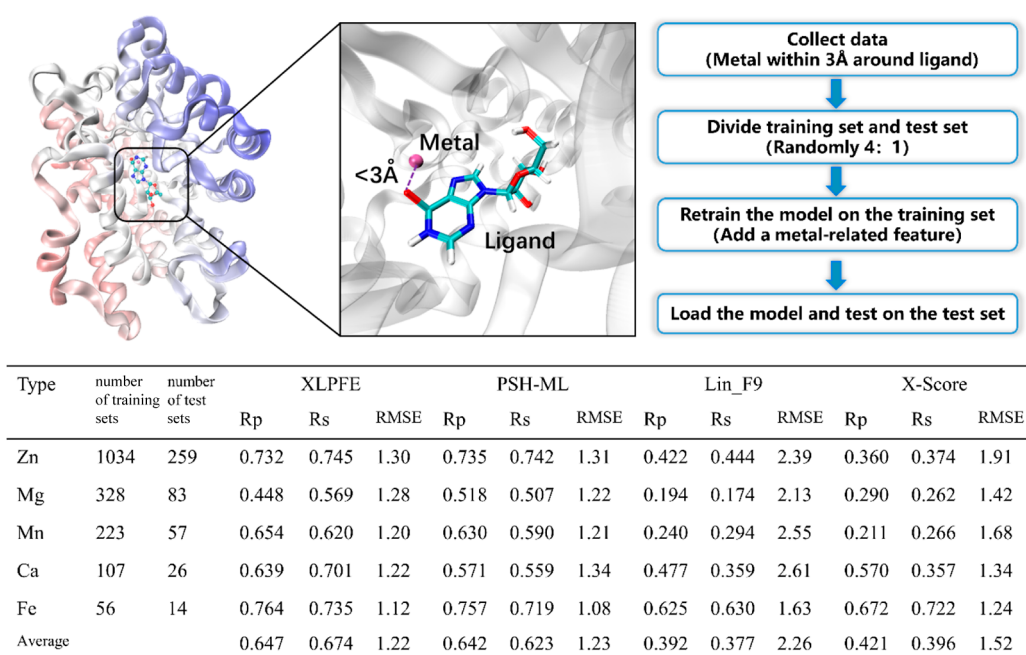 Metal
<3Å
Ligand
Collect data
(Metal within 3Å around ligand)
Divide training set and test set
(Randomly 4: 1)
Retrain the model on the training set
(Add a metal-related feature)
Load the model and test on the test set
Type number of training sets number of test sets XLPFE PSH-ML Lin_F9 X-Score
Rp Rs RMSE Rp Rs RMSE Rp Rs RMSE Rp Rs RMSE
Zn 1034 259 0.732 0.745 1.30 0.735 0.742 1.31 0.422 0.444 2.39 0.360 0.374 1.91
Mg 328 83 0.448 0.569 1.28 0.518 0.507 1.22 0.194 0.174 2.13 0.290 0.262 1.42
Mn 223 57 0.654 0.620 1.20 0.630 0.590 1.21 0.240 0.294 2.55 0.211 0.266 1.68
Ca 107 26 0.639 0.701 1.22 0.571 0.559 1.34 0.477 0.359 2.61 0.570 0.357 1.34
Fe 56 14 0.764 0.735 1.12 0.757 0.719 1.08 0.625 0.630 1.63 0.672 0.722 1.24
Average 0.647 0.674 1.22 0.642 0.623 1.23 0.392 0.377 2.26 0.421 0.396 1.52